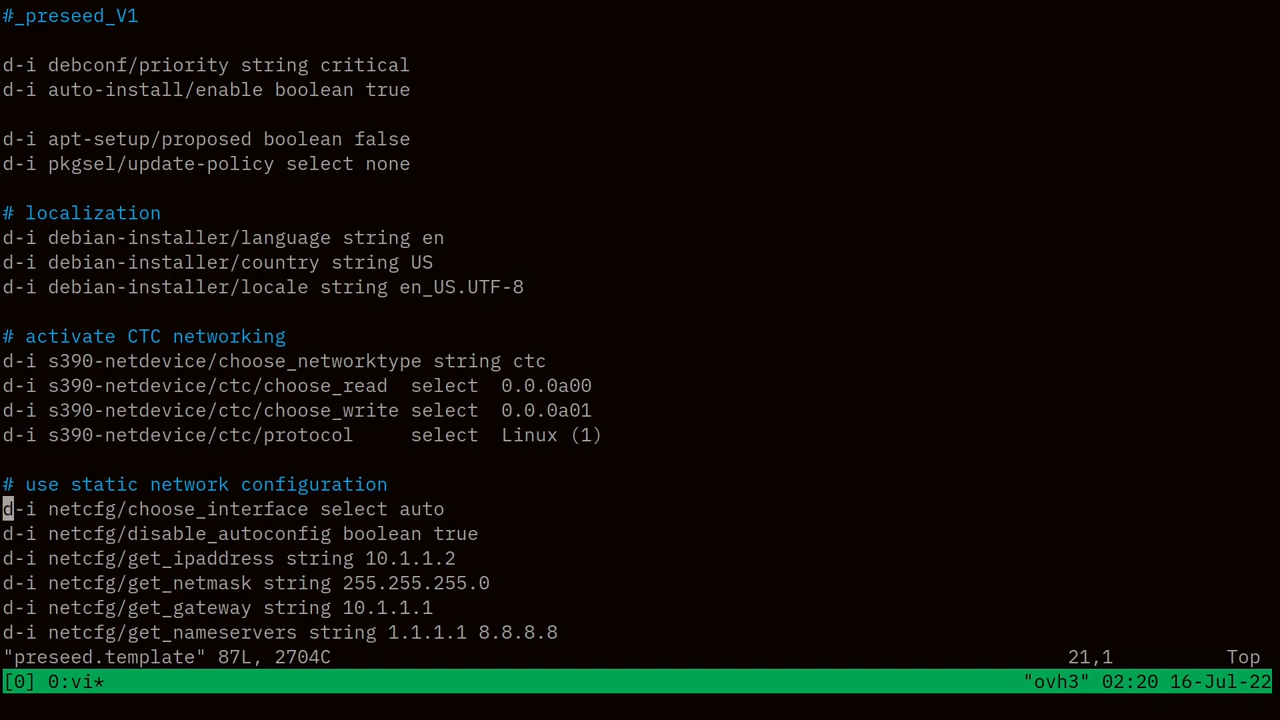 #_preseed_V1
d-i debconf/priority string critical
d-i auto-install/enable boolean true
d-i apt-setup/proposed boolean false
d-i pkgsel/update-policy select none
# localization
d-i debian-installer/language string en
d-i debian-installer/country string US
d-i debian-installer/locale string en_US.UTF-8
# activate CTC networking
d-i s390-netdevice/choose_networktype string ctc
d-i s390-netdevice/ctc/choose_read  select  0.0.0a00
d-i s390-netdevice/ctc/choose_write select  0.0.0a01
d-i s390-netdevice/ctc/protocol     select  Linux (1)
# use static network configuration
d-i netcfg/choose_interface select auto
d-i netcfg/disable_autoconfig boolean true
d-i netcfg/get_ipaddress string 10.1.1.2
d-i netcfg/get_netmask string 255.255.255.0
d-i netcfg/get_gateway string 10.1.1.1
d-i netcfg/get_nameservers string 1.1.1.1 8.8.8.8
"preseed.template" 87L, 2704C 21,1 Top
[0] 0:vi* "ovh3" 02:20 16-Jul-22